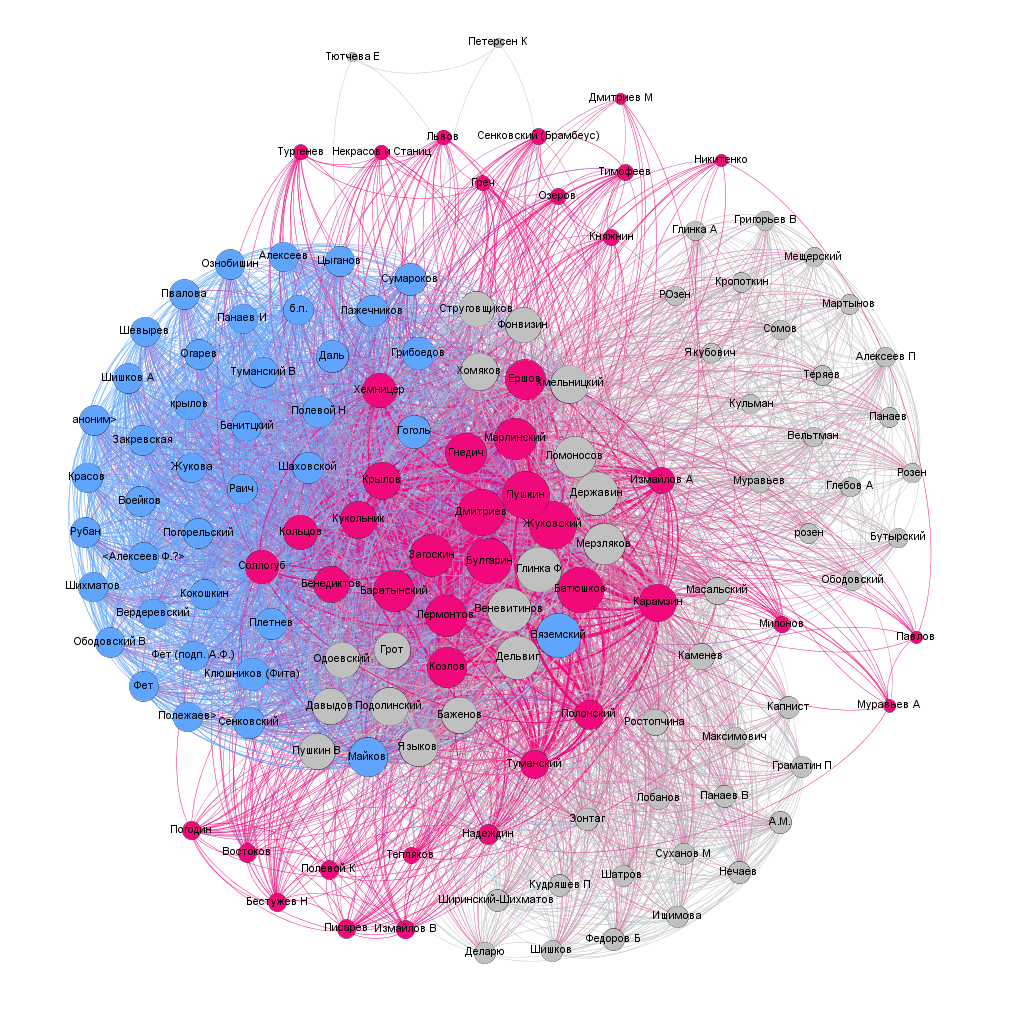 Петерсен К
Тютчева Е
Дмитриев М
Львов
Сенковский (Брамбеус)
Тургенев
Некрасов и Станиц
Никитенко
Тимофеев
Греч
Озеров
Григорьев В
Глинка А
Княжнин
Алексеев
Цыганов
Мещерский
Ознобишин
Сумароков
Кропоткин
Пвалова
РОзен
Мартынов
Панаев И
б.п.
Лажечников
Струговщиков
Фонвизин
Шевырев
Сомов
Огарев
Даль
Грибоедов
Якубович
Алексеев П
Шишков А
Туманский В
Хомяков
Ершов
Хмельницкий
Теряев
Хемницер
крылов
Кульман
аноним>
Полевой Н
Панаев
Бенитцкий
Гоголь
Закревская
Марлинский
Вельтман
Гнедич
Ломоносов
Жукова
Шаховской
Красов
Розен
Раич
Крылов
Измайлов А
Муравьев
Глебов А
Воейков
Пушкин
Державин
Дмитриев
Кукольник
Жуковский
Рубан
Погорельский
Кольцов
розен
Бутырский
Мерзляков
<Алексеев Ф.?>
Загоскин
Булгарин
Соллогуб
Глинка Ф
Шихматов
Бенедиктов
Баратынский
Батюшков
Ободовский
Кокошкин
Масальский
Карамзин
Вердеревский
Лермонтов
Веневитинов
Плетнев
Милонов
Вяземский
Павлов
Ободовский В
Грот
Фет (подп. А.Ф.)
Одоевский
Дельвиг
Каменев
Козлов
Клюшников (Фита)
Фет
Давыдов
Подолинский
Капнист
Муравьев А
Полежаев>
Баженов
Полонский
Сенковский
Ростопчина
Максимович
Пушкин В
Языков
Майков
Туманский
Граматин П
Лобанов
Панаев В
Зонтаг
А.М.
Погодин
Надеждин
Востоков
Тепляков
Суханов М
Полевой К
Шатров
Нечаев
Кудряшев П
Бестужев Н
Ширинский-Шихматов
Ишимова
Писарев
Измайлов В
Федоров Б
Деларю
Шишков